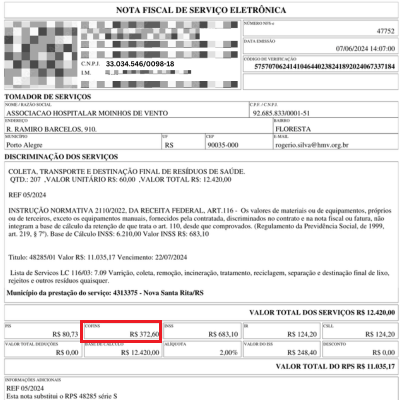 NOTA FISCAL DE SERVIÇO ELETRÔNICA
NÚMERO NFS-e
47752
DATA EMISSÃO
07/06/2024 14:07:00
CÓDIGO DE VERIFICAÇÃO
575707062414104644023824189202406733​7184
C.N.P.J. 33.034.546/0098-18
I.M.
TOMADOR DE SERVIÇOS
NOME / RAZÃO SOCIAL
C.P.F. / C.N.P.J.
ASSOCIACAO HOSPITALAR MOINHOS DE VENTO
92.685.833/0001-51
ENDEREÇO
BAIRRO
R. RAMIRO BARCELOS, 910.
FLORESTA
MUNICÍPIO
UF
CEP
E-MAIL
Porto Alegre
RS
90035-000
rogerio.silva@hmv.org.br
DISCRIMINAÇÃO DOS SERVIÇOS
COLETA, TRANSPORTE E DESTINAÇÃO FINAL DE RESÍDUOS DE SAÚDE.
QTD.: 207 ,VALOR UNITÁRIO R$: 60,00 ,VALOR TOTAL R$: 12.420,00
REF 05/2024
INSTRUÇÃO NORMATIVA 2110/2022, DA RECEITA FEDERAL, ART.116 - Os valores de materiais ou de equipamentos, próprios
ou de terceiros, exceto os equipamentos manuais, fornecidos pela contratada, discriminados no contrato e na nota fiscal ou fatura, não
integram a base de cálculo da retenção de que trata o art. 110, desde que comprovados. (Regulamento da Previdência Social, de 1999,
art. 219, § 7º). Base de Cálculo INSS R$: 6.210,00 Valor INSS R$: 683,10
Titulo: 48285/01 Valor R$: 11.035,17 Vencimento: 22/07/2024
Lista de Servicos LC 116/03: 7.09 Varrição, coleta, remoção, incineração, tratamento, reciclagem, separação e destinação final de lixo,
rejeitos e outros resíduos quaisquer.
Município da prestação do serviço: 4313375 - Nova Santa Rita/RS
VALOR TOTAL DOS SERVIÇOS R$ 12.420,00
PIS
COFINS
INSS
IR
CSLL
R$ 80,73
R$ 372,60
R$ 683,10
R$ 124,20
R$ 124,20
VALOR DEDUÇÕES
BASE DE CÁLCULO
ALÍQUOTA
VALOR DO ISS
DESCONTO
R$ 0,00
R$ 12.420,00
2,00%
R$ 248,40
R$ 0,00
VALOR TOTAL DO RPS R$ 11.035,17
INFORMAÇÕES ADICIONAIS
REF 05/2024
Esta nota substitui o RPS 48285 série S